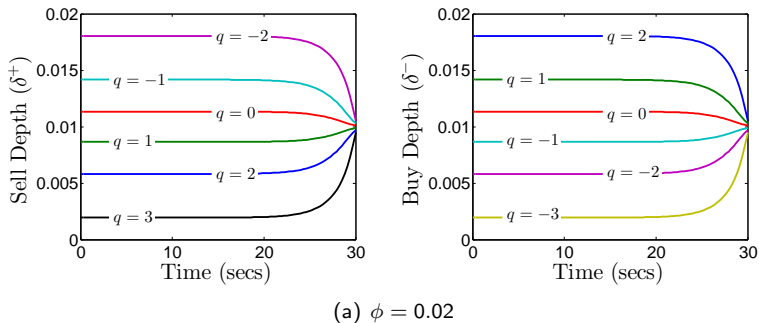 Sell Depth (δ⁺)
0.02
0.015
0.01
0.005
0
q = −2
q = −1
q = 0
q = 1
q = 2
q = 3
0 10 20 30
Time (secs)
Buy Depth (δ⁻)
0.02
0.015
0.01
0.005
0
q = 2
q = 1
q = 0
q = −1
q = −2
q = −3
0 10 20 30
Time (secs)
(a) ϕ = 0.02